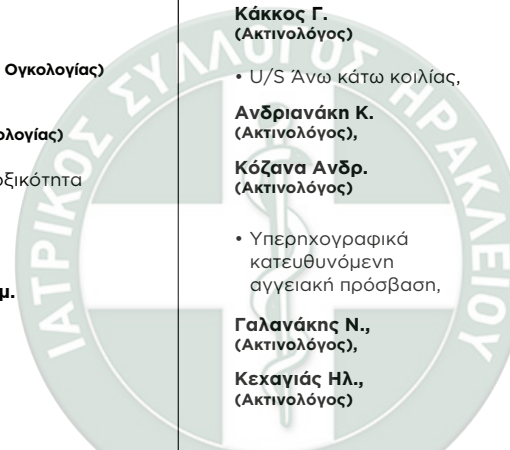 Ογκολογίας)
ολογίας)
οξικότητα
μ.
Κάκκος Γ.
(Ακτινολόγος)
• U/S Άνω κάτω κοιλίας,
Ανδριανάκη Κ.
(Ακτινολόγος),
Κόζανα Ανδρ.
(Ακτινολόγος)
• Υπερηχογραφικά
κατευθυνόμενη
αγγειακή πρόσβαση,
Γαλανάκης Ν.,
(Ακτινολόγος),
Κεχαγιάς Ηλ.,
(Ακτινολόγος)
ΙΑΤΡΙΚΟΣ ΣΥΛΛΟΓΟΣ ΗΡΑΚΛΕΙΟΥ